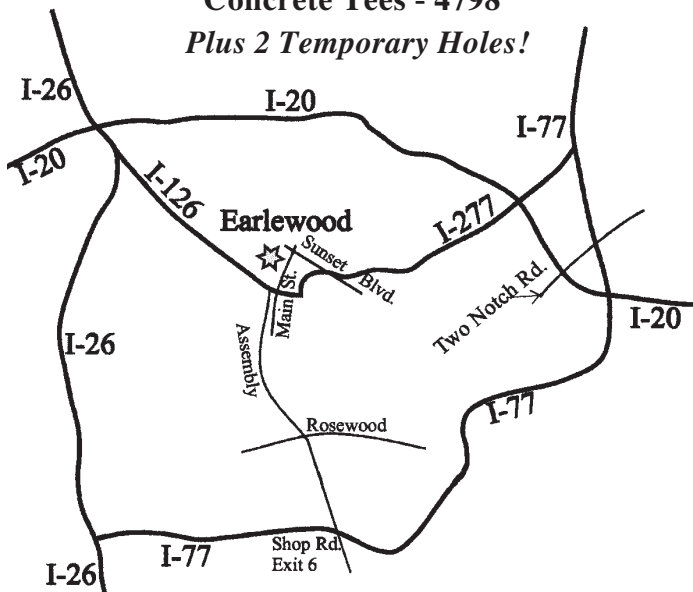 Concrete Tees - 4798
Plus 2 Temporary Holes!
I-26
I-20
I-77
I-20
I-126
Earlewood
I-277
Sunset Blvd.
Main St.
Two Notch Rd.
I-20
I-26
Assembly
I-77
Rosewood
I-77
Shop Rd.
Exit 6
I-26